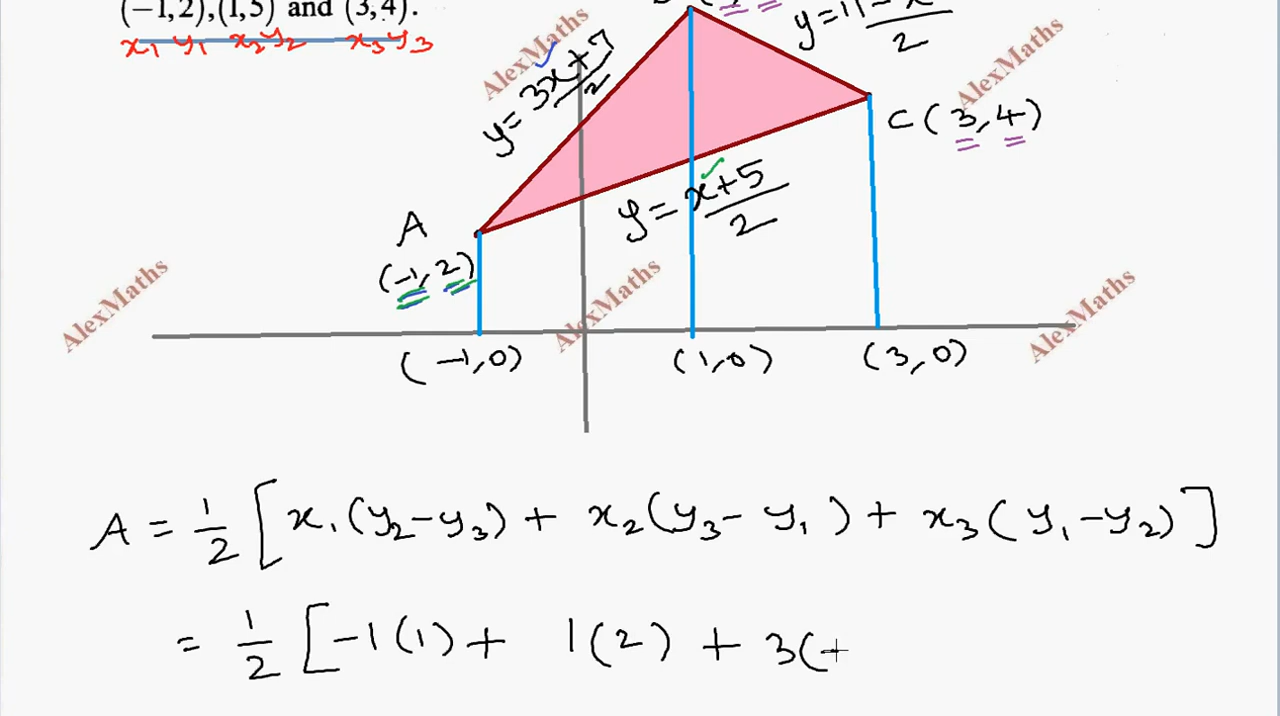 (−1,2),(1,5) and (3,4).
x₁ y₁ x₂ y₂ x₃ y₃
AlexMaths
y = 3x+7/2
y = 11−x/2
AlexMaths
C (3,4)
y = x+5/2
A
(−1, 2)
AlexMaths
AlexMaths
AlexMaths
(−1,0) (1,0) (3,0)
A = 1/2 [x₁(y₂−y₃) + x₂(y₃− y₁) + x₃(y₁−y₂)]
= 1/2 [−1(1) + 1(2) + 3(